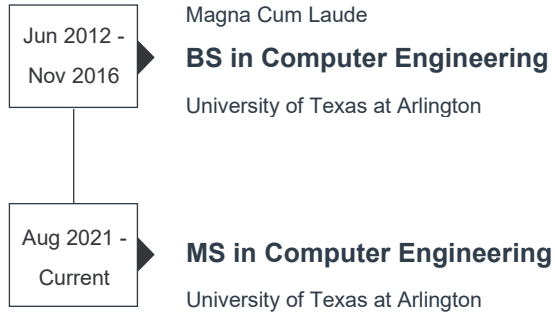 Magna Cum Laude
Jun 2012 -
Nov 2016
BS in Computer Engineering
University of Texas at Arlington
Aug 2021 -
Current
MS in Computer Engineering
University of Texas at Arlington